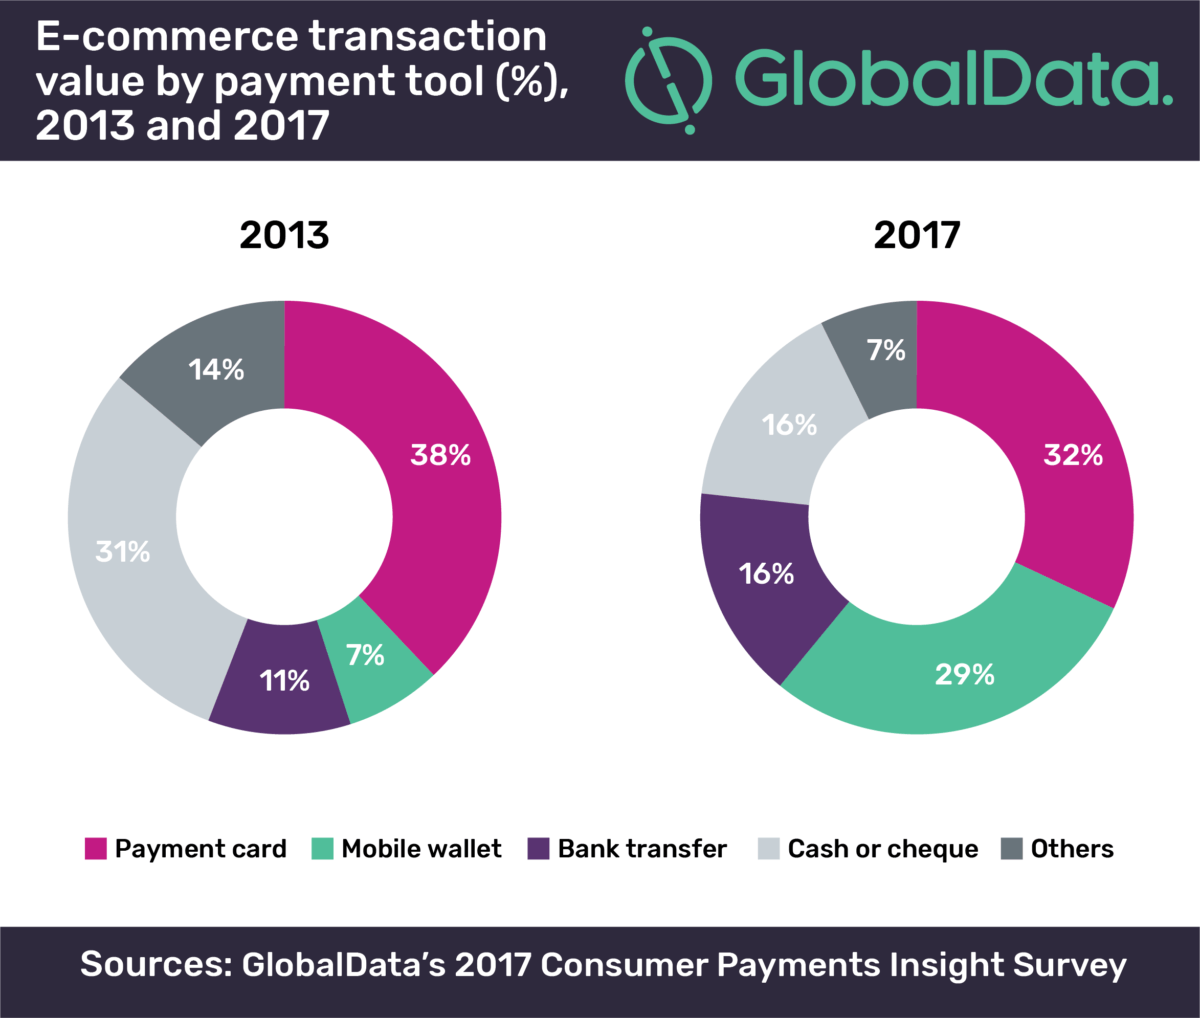 E-commerce transaction
value by payment tool (%),
2013 and 2017
GlobalData.
2013
2017
14%
38%
31%
7%
11%
7%
16%
32%
16%
29%
Payment card
Mobile wallet
Bank transfer
Cash or cheque
Others
Sources: GlobalData’s 2017 Consumer Payments Insight Survey